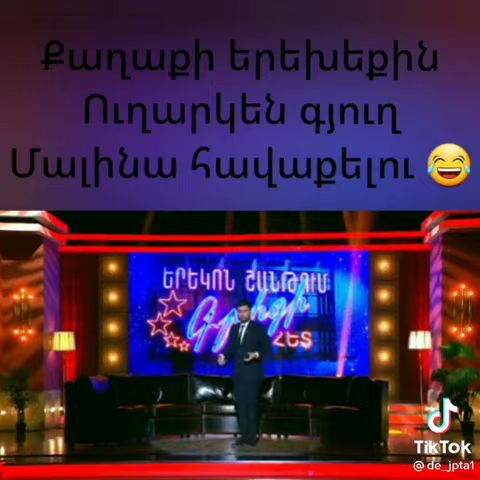 Քաղաքի երեխեքին
Ուղարկեն գյուղ
Մալինա հավաքելու 😂
ԵՐԵԿՈՆ ՇԱՆԹՈՒՄ
Գ
ՀԵՏ
TikTok
@de_jpta1